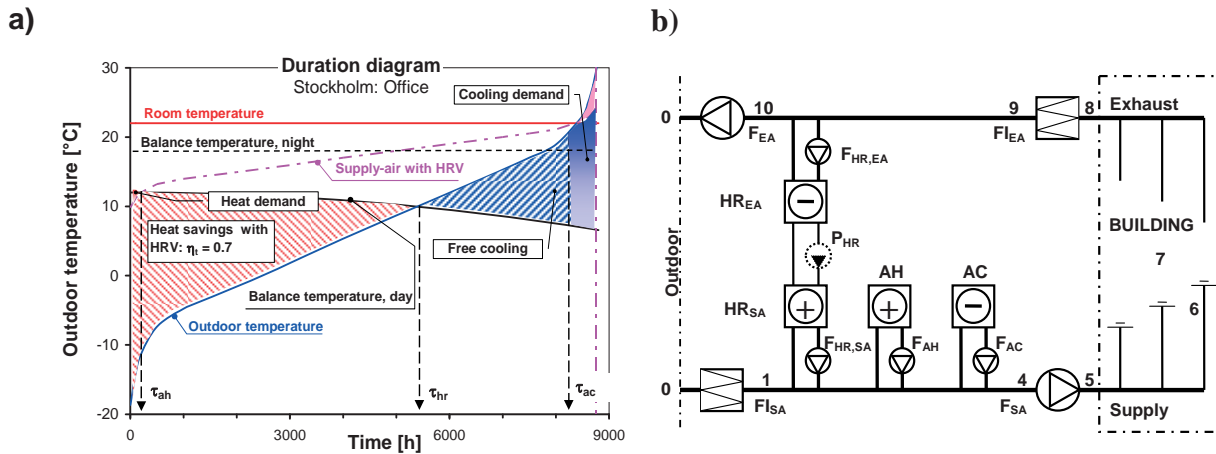 a)
Duration diagram
Stockholm: Office
Outdoor temperature [°C]
30
20
10
0
-10
-20
Room temperature
Cooling demand
Balance temperature, night
Supply-air with HRV
Heat demand
Heat savings with
HRV: ηt = 0.7
Free cooling
Balance temperature, day
Outdoor temperature
τah
τhr
τac
0
3000
6000
9000
Time [h]
b)
Outdoor
0
10
9
8
Exhaust
FEA
FIEA
FHR,EA
HREA
PHR
BUILDING
7
6
AH
AC
HRSA
FHR,SA
FAH
FAC
0
1
4
5
FISA
FSA
Supply